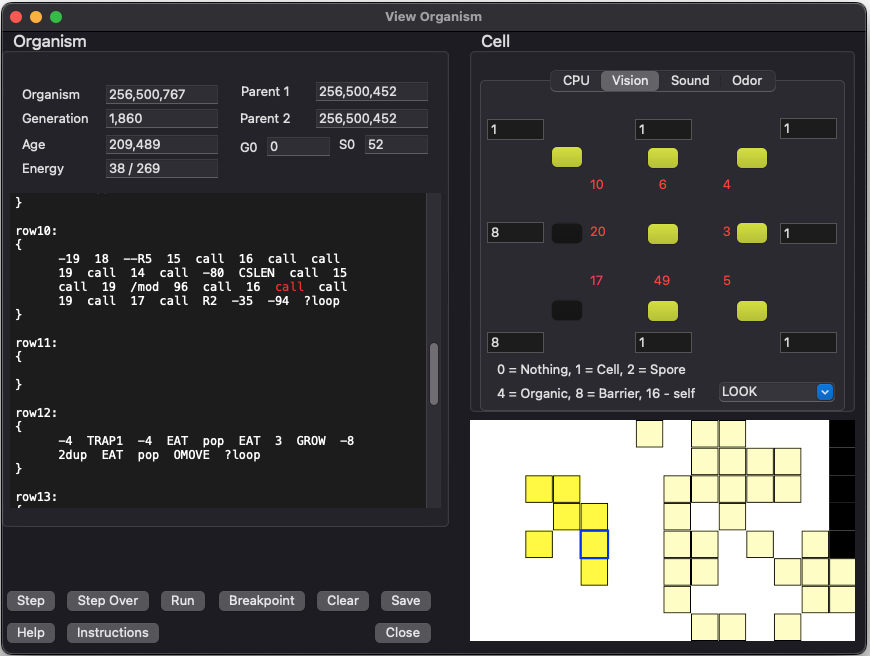 View Organism
Organism
Organism 256,500,767 Parent 1 256,500,452
Generation 1,860 Parent 2 256,500,452
Age 209,489 G0 0 S0 52
Energy 38 / 269
}
row10:
{
-19 18 --R5 15 call 16 call call
19 call 14 call -80 CSLEN call 15
call 19 /mod 96 call 16 call call
19 call 17 call R2 -35 -94 ?loop
}
row11:
{
}
row12:
{
-4 TRAP1 -4 EAT pop EAT 3 GROW -8
2dup EAT pop OMOVE ?loop
}
row13:
Step Step Over Run Breakpoint Clear Save
Help Instructions Close
Cell
CPU Vision Sound Odor
1 1 1
10 6 4
8 20 3 1
17 49 5
8 1 1
0 = Nothing, 1 = Cell, 2 = Spore
4 = Organic, 8 = Barrier, 16 - self LOOK